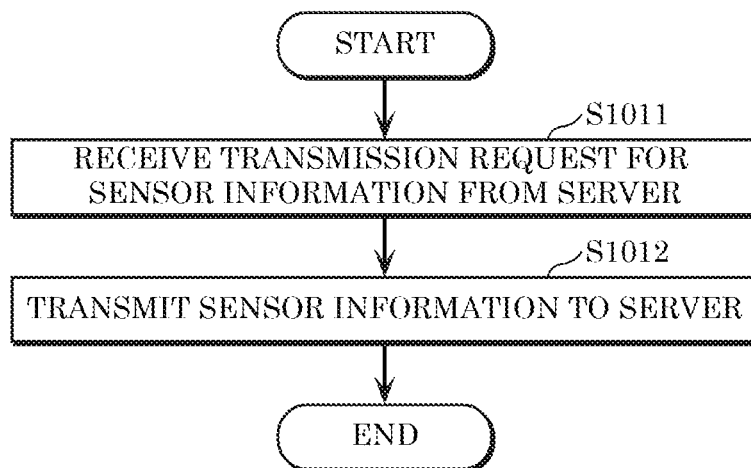 START
S1011
RECEIVE TRANSMISSION REQUEST FOR
SENSOR INFORMATION FROM SERVER
S1012
TRANSMIT SENSOR INFORMATION TO SERVER
END